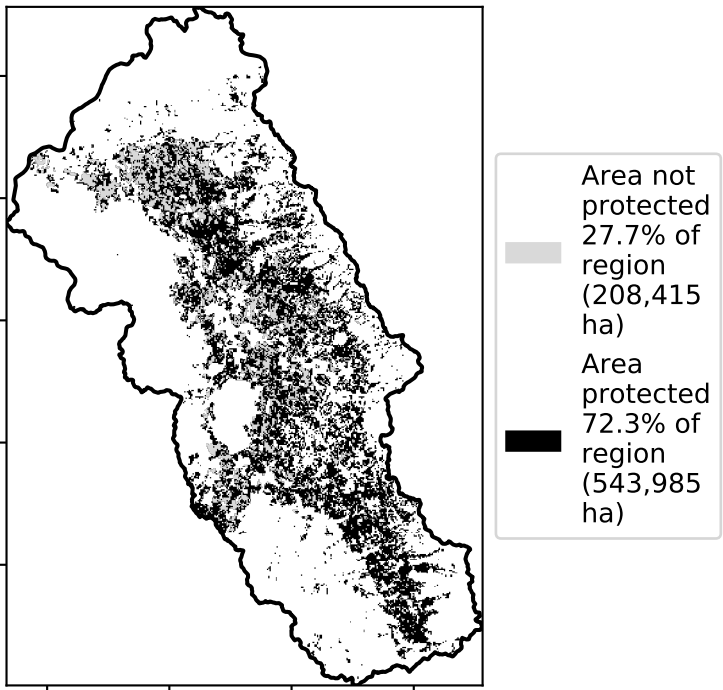 Area not
protected
27.7% of
region
(208,415
ha)
Area
protected
72.3% of
region
(543,985
ha)